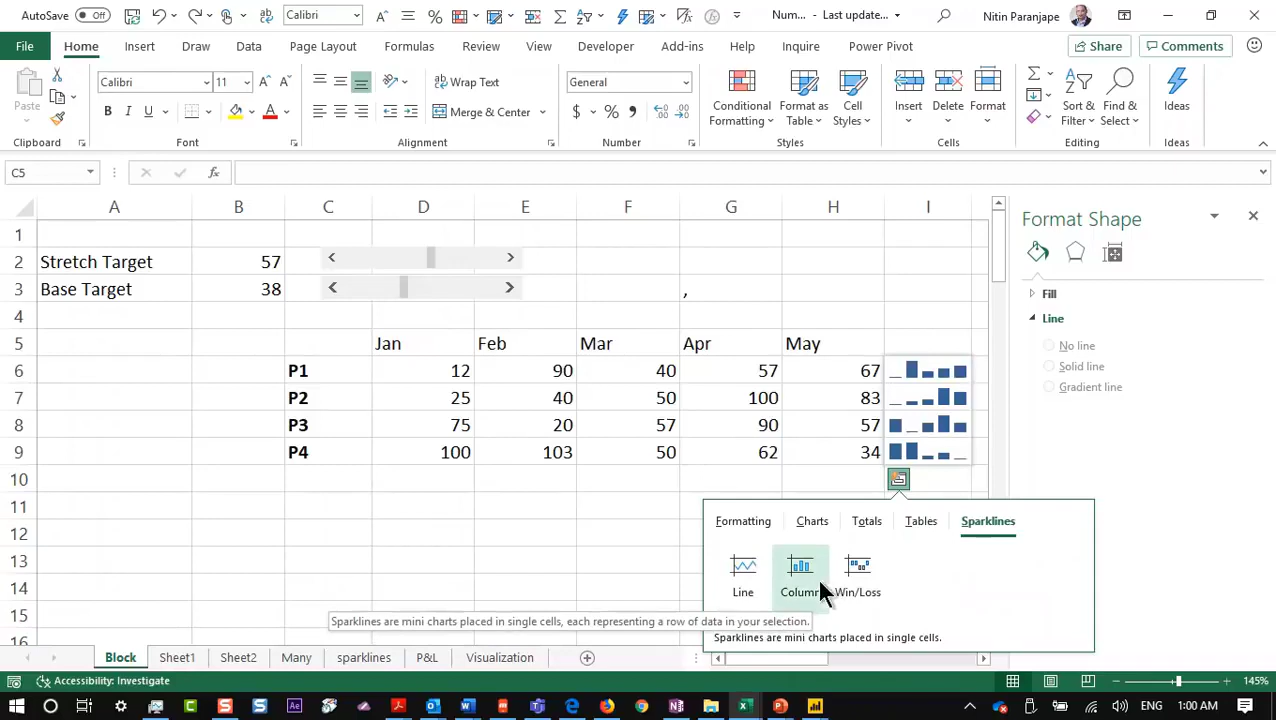 AutoSave Off Calibri % Num... - Last update... Nitin Paranjape
File Home Insert Draw Data Page Layout Formulas Review View Developer Add-ins Help Inquire Power Pivot Share Comments
Paste Calibri 11 Wrap Text General Conditional Formatting Format as Table Cell Styles Insert Delete Format Sort & Filter Find & Select Ideas
B I U A Merge & Center $ % ,
Clipboard Font Alignment Number Styles Cells Editing Ideas
C5 fx
A B C D E F G H I Format Shape
1
2 Stretch Target 57
3 Base Target 38 , Fill
4 Line
5 Jan Feb Mar Apr May No line
6 P1 12 90 40 57 67 Solid line
7 P2 25 40 50 100 83 Gradient line
8 P3 75 20 57 90 57
9 P4 100 103 50 62 34
10
11
12 Formatting Charts Totals Tables Sparklines
13
14 Line Column Win/Loss
15 Sparklines are mini charts placed in single cells, each representing a row of data in your selection.
16 Sparklines are mini charts placed in single cells.
Block Sheet1 Sheet2 Many sparklines P&L Visualization
Accessibility: Investigate 145%
ENG 1:00 AM